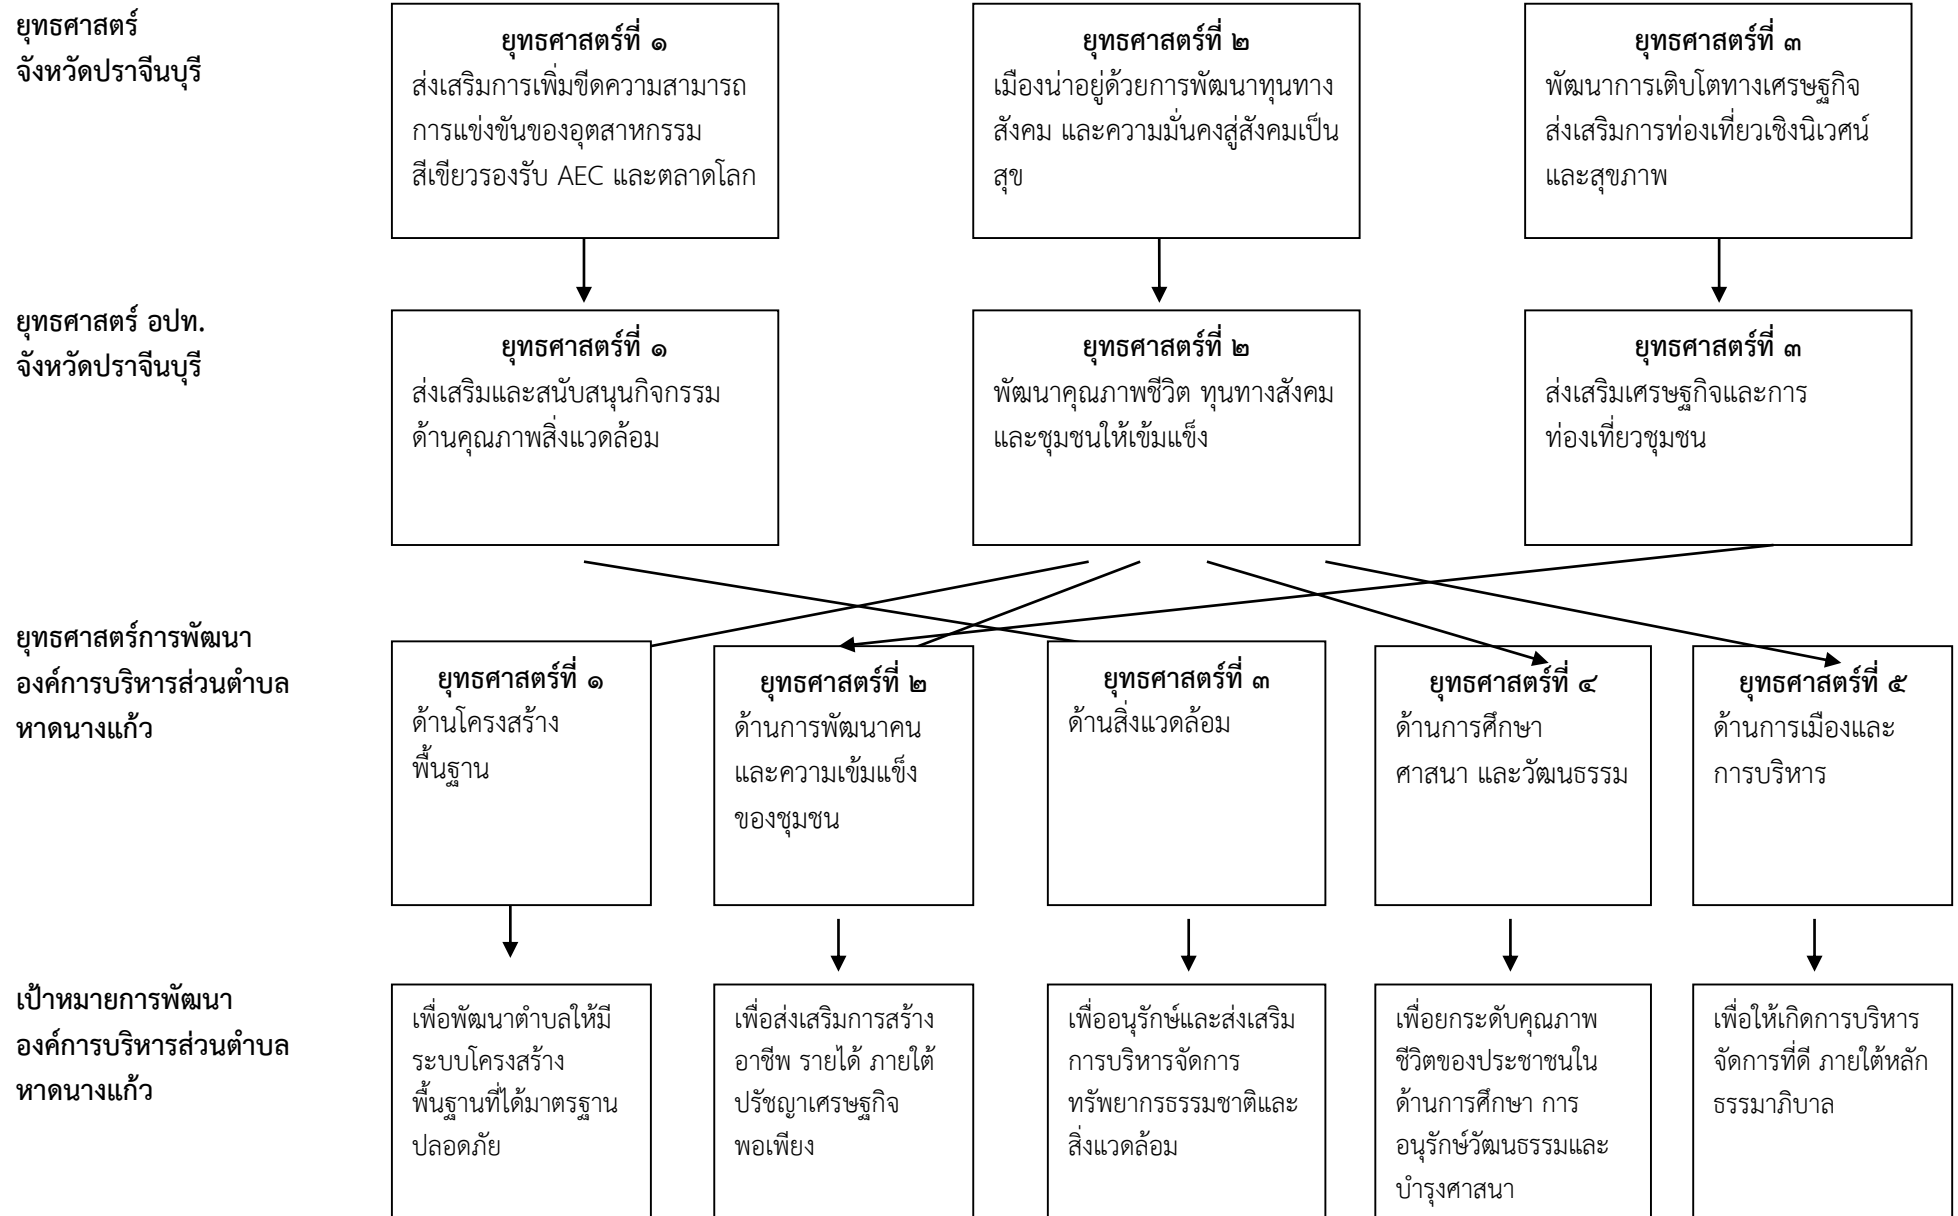 ยุทธศาสตร์
จังหวัดปราจีนบุรี
ยุทธศาสตร์ที่ ๑
ส่งเสริมการเพิ่มขีดความสามารถ
การแข่งขันของอุตสาหกรรม
สีเขียวรองรับ AEC และตลาดโลก
ยุทธศาสตร์ที่ ๒
เมืองน่าอยู่ด้วยการพัฒนาทุนทาง
สังคม และความมั่นคงสู่สังคมเป็น
สุข
ยุทธศาสตร์ที่ ๓
พัฒนาการเติบโตทางเศรษฐกิจ
ส่งเสริมการท่องเที่ยวเชิงนิเวศน์
และสุขภาพ
ยุทธศาสตร์ อปท.
จังหวัดปราจีนบุรี
ยุทธศาสตร์ที่ ๑
ส่งเสริมและสนับสนุนกิจกรรม
ด้านคุณภาพสิ่งแวดล้อม
ยุทธศาสตร์ที่ ๒
พัฒนาคุณภาพชีวิต ทุนทางสังคม
และชุมชนให้เข้มแข็ง
ยุทธศาสตร์ที่ ๓
ส่งเสริมเศรษฐกิจและการ
ท่องเที่ยวชุมชน
ยุทธศาสตร์การพัฒนา
องค์การบริหารส่วนตำบล
หาดนางแก้ว
ยุทธศาสตร์ที่ ๑
ด้านโครงสร้าง
พื้นฐาน
ยุทธศาสตร์ที่ ๒
ด้านการพัฒนาคน
และความเข้มแข็ง
ของชุมชน
ยุทธศาสตร์ที่ ๓
ด้านสิ่งแวดล้อม
ยุทธศาสตร์ที่ ๔
ด้านการศึกษา
ศาสนา และวัฒนธรรม
ยุทธศาสตร์ที่ ๕
ด้านการเมืองและ
การบริหาร
เป้าหมายการพัฒนา
องค์การบริหารส่วนตำบล
หาดนางแก้ว
เพื่อพัฒนาตำบลให้มี
ระบบโครงสร้าง
พื้นฐานที่ได้มาตรฐาน
ปลอดภัย
เพื่อส่งเสริมการสร้าง
อาชีพ รายได้ ภายใต้
ปรัชญาเศรษฐกิจ
พอเพียง
เพื่ออนุรักษ์และส่งเสริม
การบริหารจัดการ
ทรัพยากรธรรมชาติและ
สิ่งแวดล้อม
เพื่อยกระดับคุณภาพ
ชีวิตของประชาชนใน
ด้านการศึกษา การ
อนุรักษ์วัฒนธรรมและ
บำรุงศาสนา
เพื่อให้เกิดการบริหาร
จัดการที่ดี ภายใต้หลัก
ธรรมาภิบาล